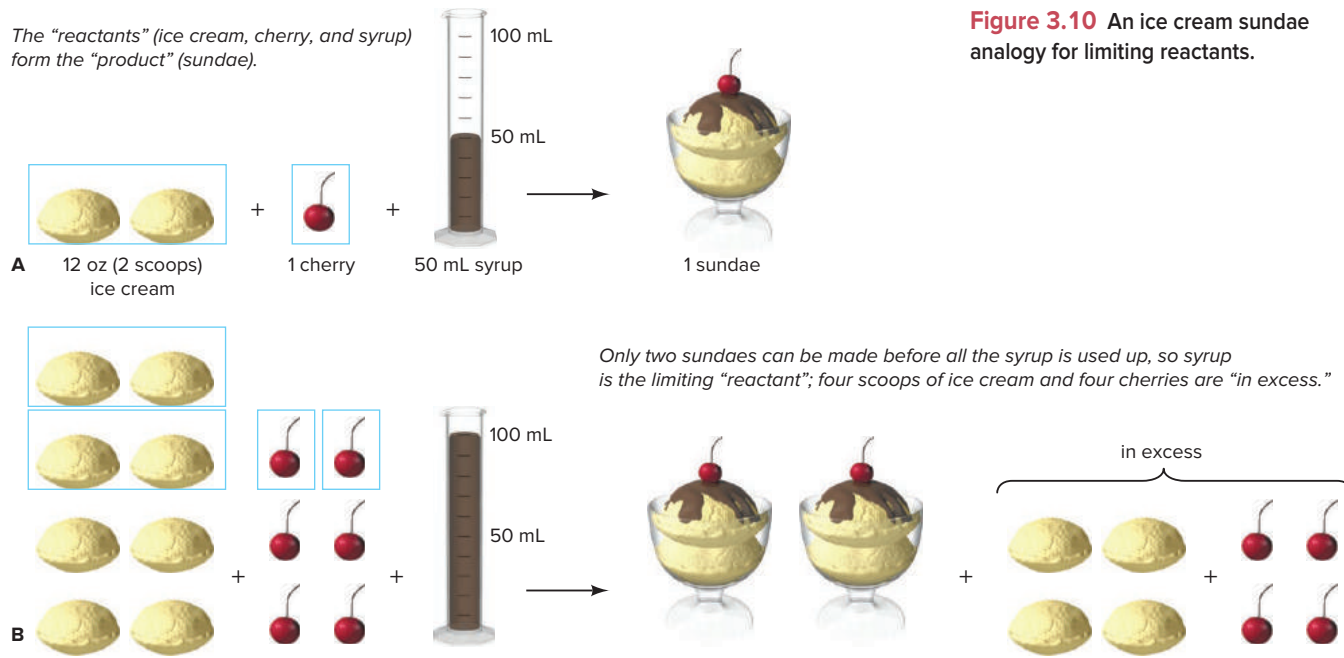 The “reactants” (ice cream, cherry, and syrup)
form the “product” (sundae).
100 mL
50 mL
Figure 3.10 An ice cream sundae
analogy for limiting reactants.
+
+
A
12 oz (2 scoops)
ice cream
1 cherry
50 mL syrup
1 sundae
Only two sundaes can be made before all the syrup is used up, so syrup
is the limiting “reactant”; four scoops of ice cream and four cherries are “in excess.”
100 mL
50 mL
in excess
+
+
+
+
B